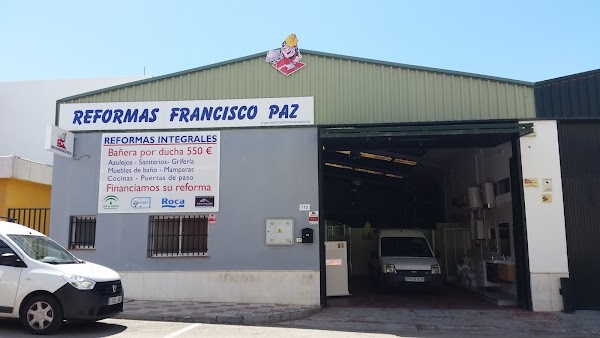 REFORMAS FRANCISCO PAZ
REFORMAS INTEGRALES
Bañera por ducha 550 €
Azulejos - Sanitarios - Grifería
Muebles de baño - Mamparas
Cocinas - Puertas de paso
Financiamos su reforma
Roca